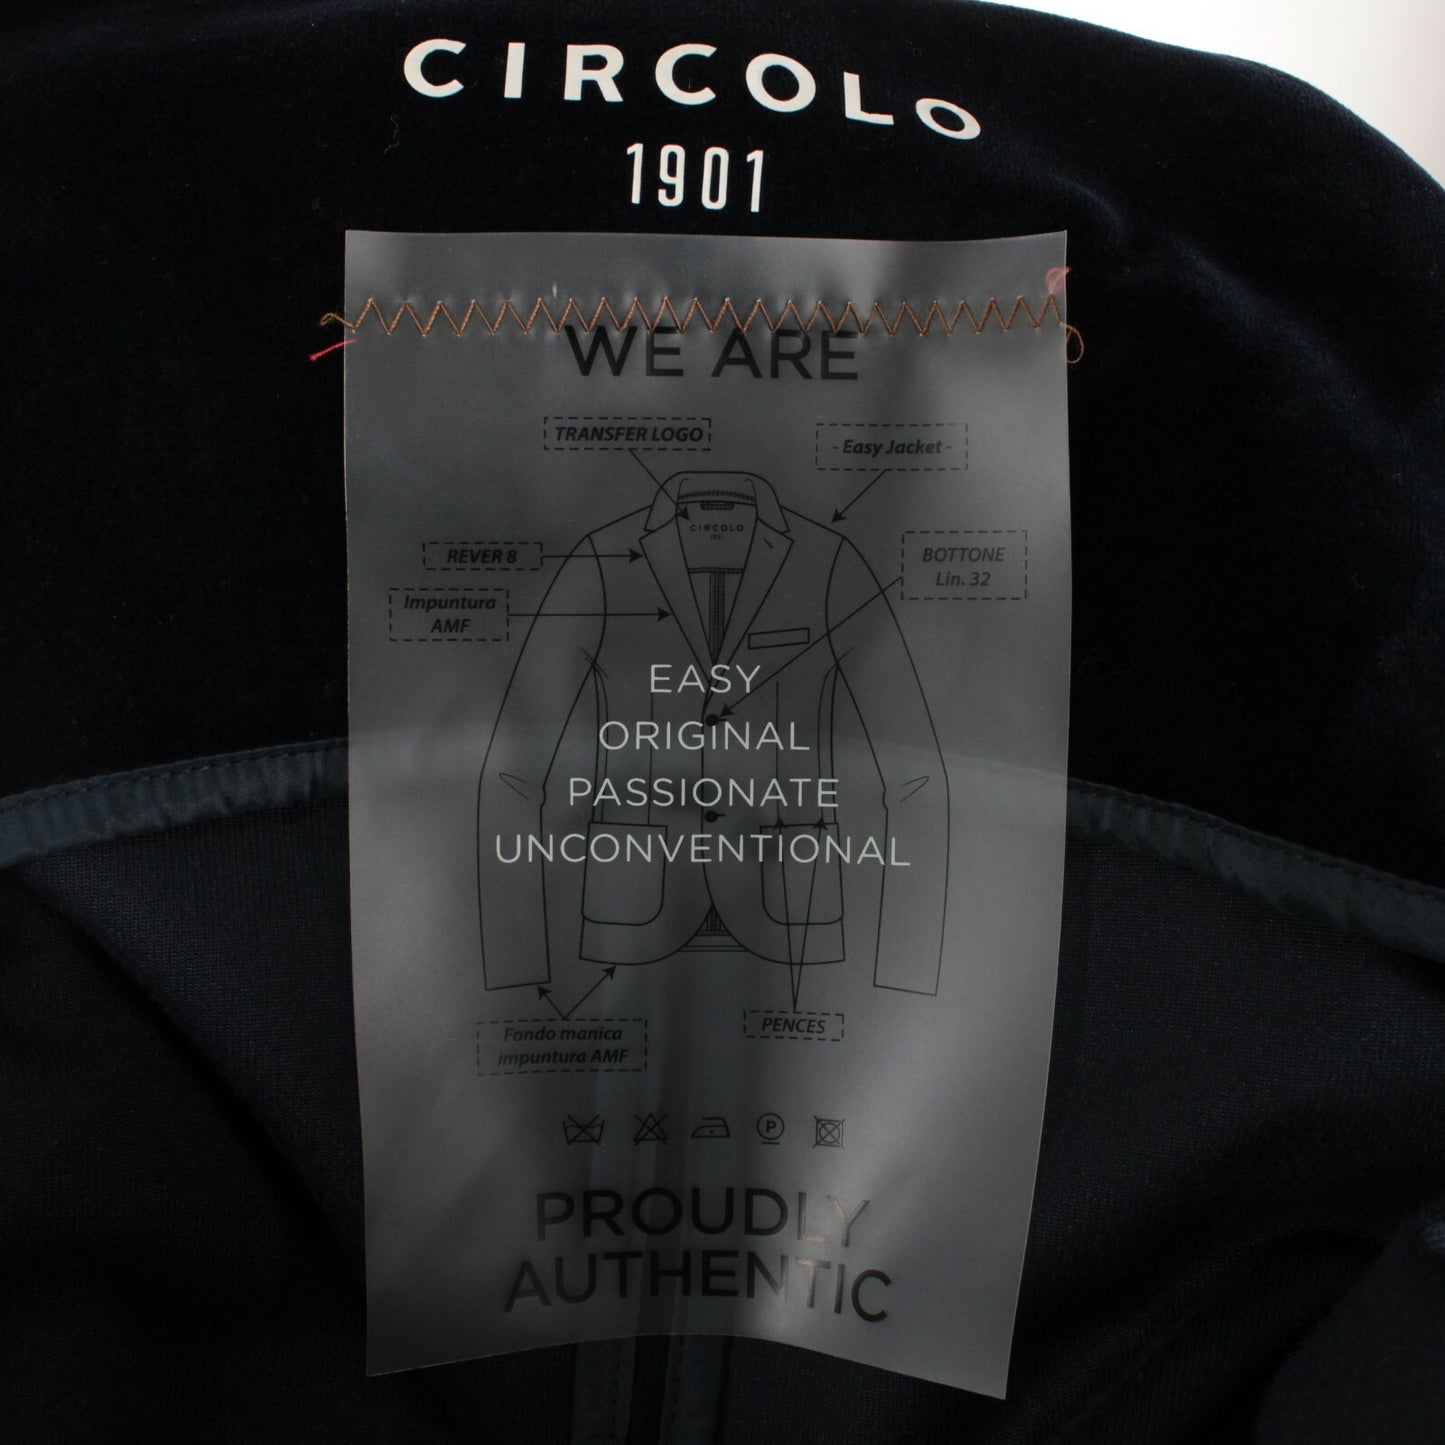 CIRCOLO
1901
WE ARE
TRANSFER LOGO
- Easy Jacket -
CIRCOLO
1901
REVER 8
BOTTONE
Lin. 32
Impuntura
AMF
EASY
ORIGINAL
PASSIONATE
UNCONVENTIONAL
Fondo manica
impuntura AMF
PENCES
P
PROUDLY
AUTHENTIC